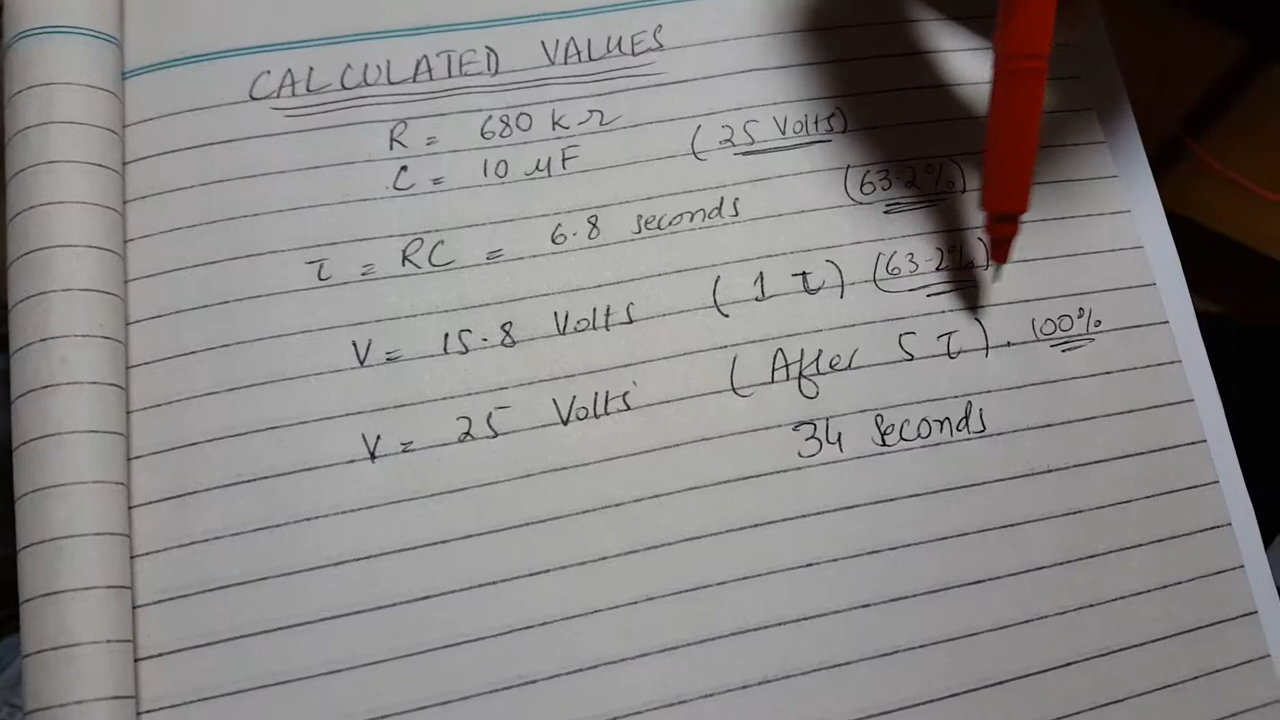 CALCULATED VALUES
R = 680 kΩ
C = 10 μF (25 Volts)
τ = RC = 6.8 seconds (63.2%)
V = 15.8 Volts (1 τ) (63.2%)
V = 25 Volts (After 5 τ). 100%
34 seconds